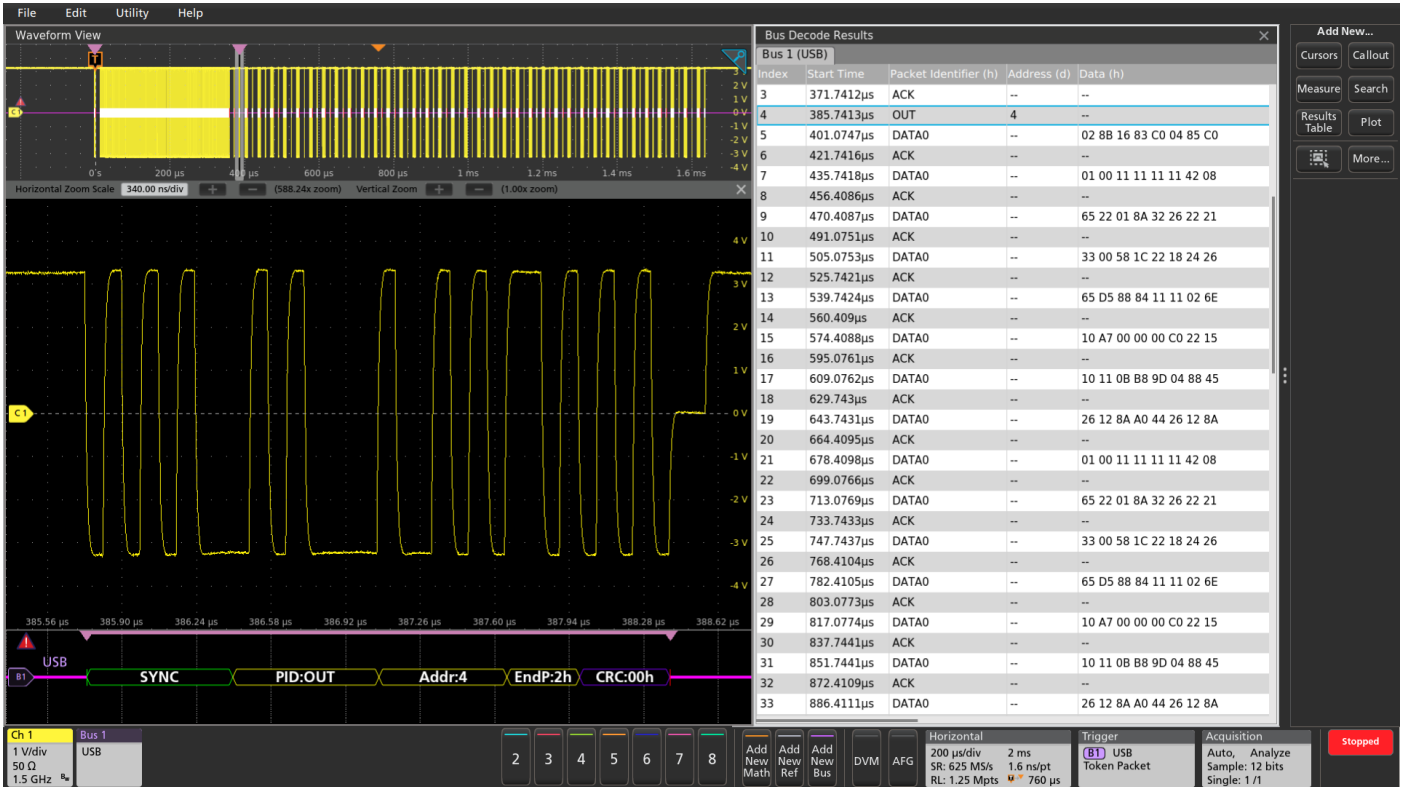 File Edit Utility Help
Waveform View
T
3 V
2 V
1 V
0 V
-1 V
-2 V
-3 V
-4 V
C1
0 s 200 µs 400 µs 600 µs 800 µs 1 ms 1.2 ms 1.4 ms 1.6 ms
Horizontal Zoom Scale 340.00 ns/div + − (588.24x zoom) Vertical Zoom + − (1.00x zoom)
4 V
3 V
2 V
1 V
C 1 0 V
-1 V
-2 V
-3 V
-4 V
385.56 µs 385.90 µs 386.24 µs 386.58 µs 386.92 µs 387.26 µs 387.60 µs 387.94 µs 388.28 µs 388.62 µs
USB
B1 SYNC PID:OUT Addr:4 EndP:2h CRC:00h
Bus Decode Results
Bus 1 (USB)
Index Start Time Packet Identifier (h) Address (d) Data (h)
3 371.7412µs ACK -- --
4 385.7413µs OUT 4 --
5 401.0747µs DATA0 -- 02 8B 16 83 C0 04 85 C0
6 421.7416µs ACK -- --
7 435.7418µs DATA0 -- 01 00 11 11 11 11 42 08
8 456.4086µs ACK -- --
9 470.4087µs DATA0 -- 65 22 01 8A 32 26 22 21
10 491.0751µs ACK -- --
11 505.0753µs DATA0 -- 33 00 58 1C 22 18 24 26
12 525.7421µs ACK -- --
13 539.7424µs DATA0 -- 65 D5 88 84 11 11 02 6E
14 560.409µs ACK -- --
15 574.4088µs DATA0 -- 10 A7 00 00 00 C0 22 15
16 595.0761µs ACK -- --
17 609.0762µs DATA0 -- 10 11 0B B8 9D 04 88 45
18 629.743µs ACK -- --
19 643.7431µs DATA0 -- 26 12 8A A0 44 26 12 8A
20 664.4095µs ACK -- --
21 678.4098µs DATA0 -- 01 00 11 11 11 11 42 08
22 699.0766µs ACK -- --
23 713.0769µs DATA0 -- 65 22 01 8A 32 26 22 21
24 733.7433µs ACK -- --
25 747.7437µs DATA0 -- 33 00 58 1C 22 18 24 26
26 768.4104µs ACK -- --
27 782.4105µs DATA0 -- 65 D5 88 84 11 11 02 6E
28 803.0773µs ACK -- --
29 817.0774µs DATA0 -- 10 A7 00 00 00 C0 22 15
30 837.7441µs ACK -- --
31 851.7441µs DATA0 -- 10 11 0B B8 9D 04 88 45
32 872.4109µs ACK -- --
33 886.4111µs DATA0 -- 26 12 8A A0 44 26 12 8A
Add New...
Cursors Callout
Measure Search
Results Table Plot
More...
Ch 1
1 V/div
50 Ω
1.5 GHz
Bus 1
USB
2 3 4 5 6 7 8
Add New Math
Add New Ref
Add New Bus
DVM AFG
Horizontal
200 µs/div 2 ms
SR: 625 MS/s 1.6 ns/pt
RL: 1.25 Mpts 760 µs
Trigger
B1 USB
Token Packet
Acquisition
Auto, Analyze
Sample: 12 bits
Single: 1 /1
Stopped